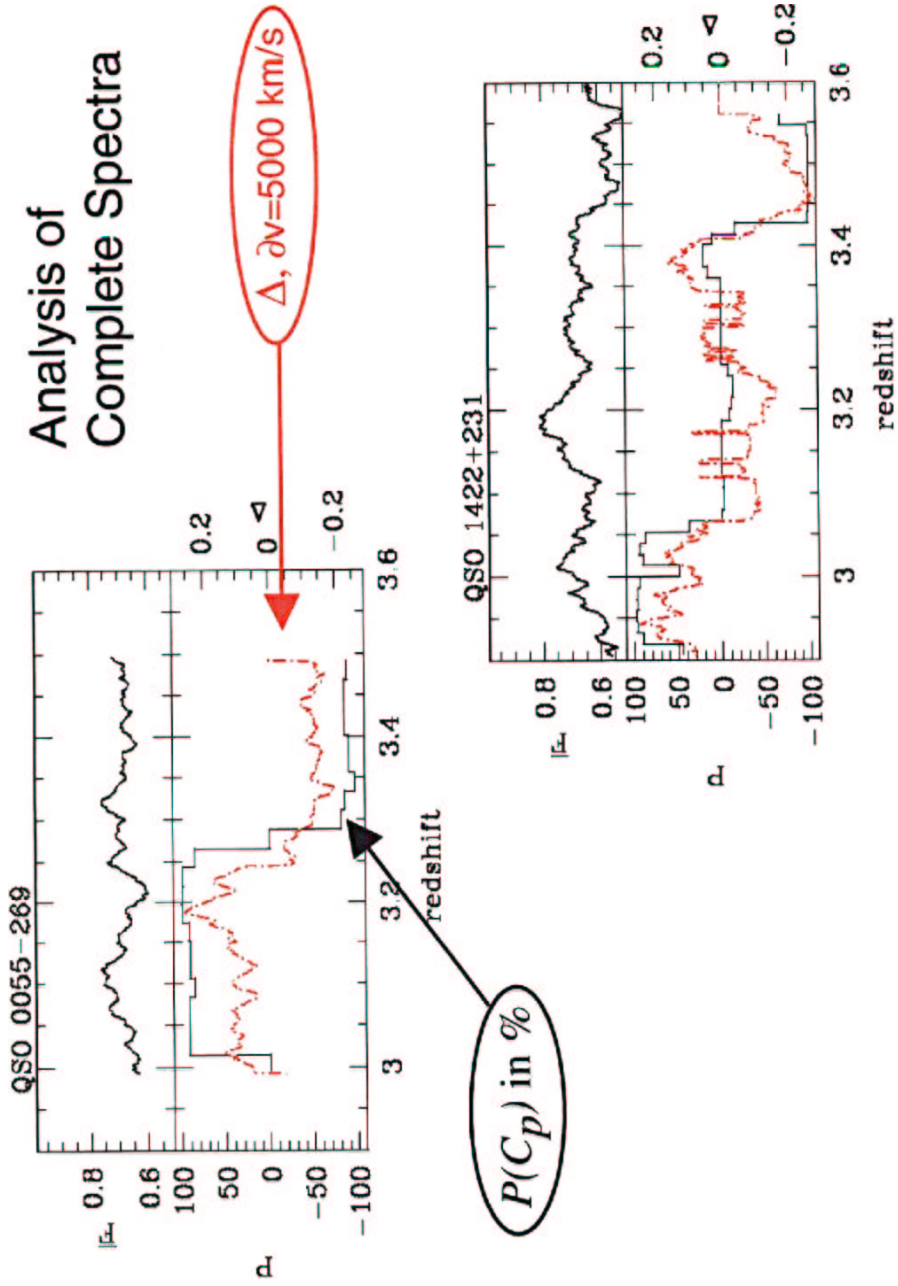 Analysis of
Complete Spectra
QSO 0055-269
0.8
0.6
F̅
100
50
0
-50
-100
P
0.2
0 Δ
-0.2
3
3.2
3.4
3.6
redshift
Δ, ∂v=5000 km/s
P(Cp) in %
QSO 1422+231
0.8
0.6
F̅
100
50
0
-50
-100
P
0.2
0 Δ
-0.2
3
3.2
3.4
3.6
redshift